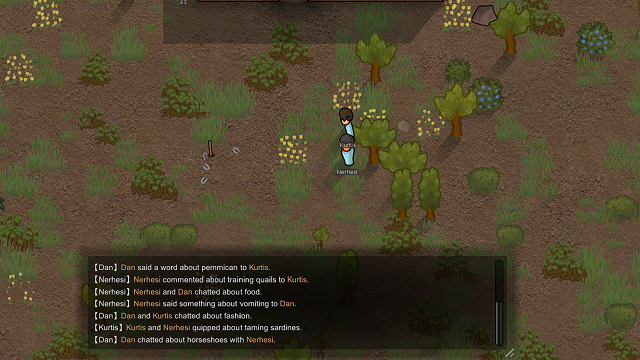 63
Kurtis
Nerhesi
【Dan】Dan said a word about pemmican to Kurtis.
【Nerhesi】Nerhesi commented about training quails to Kurtis.
【Nerhesi】Nerhesi and Dan chatted about food.
【Nerhesi】Nerhesi said something about vomiting to Dan.
【Dan】Dan and Kurtis chatted about fashion.
【Kurtis】Kurtis and Nerhesi quipped about taming sardines.
【Dan】Dan chatted about horseshoes with Nerhesi.